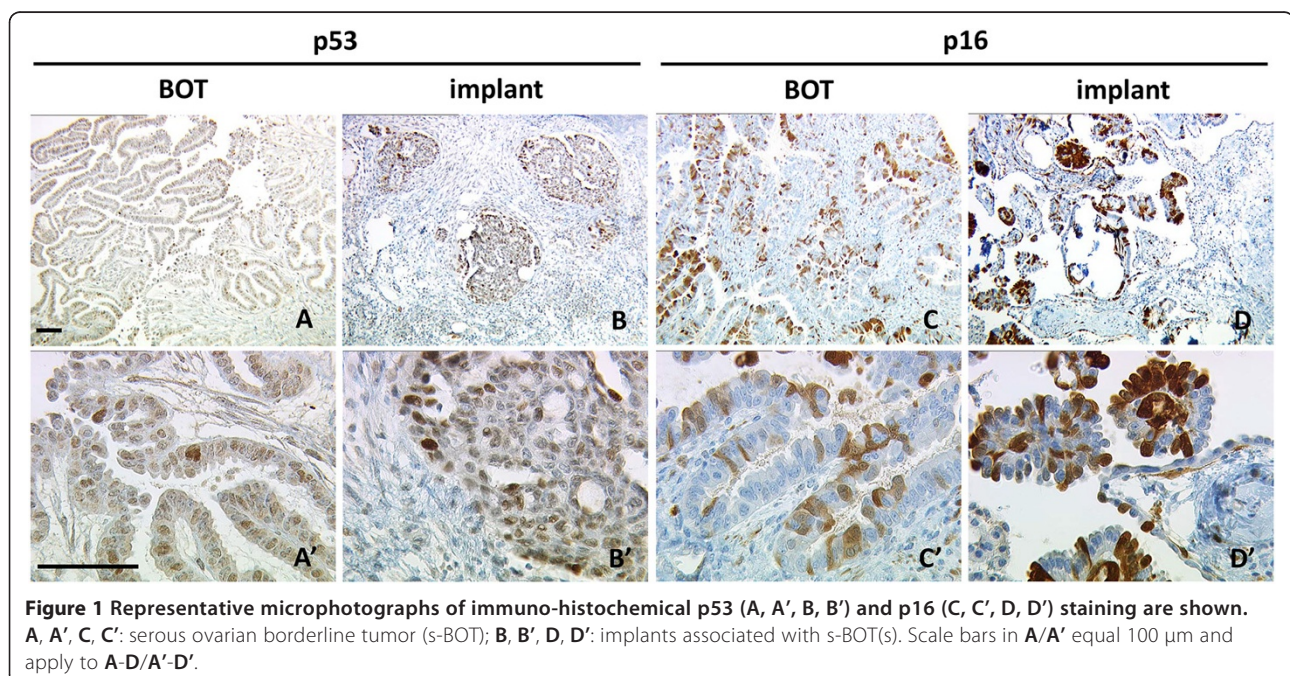 p53 p16
BOT implant BOT implant
A B C D
A’ B’ C’ D’
Figure 1 Representative microphotographs of immuno-histochemical p53 (A, A’, B, B’) and p16 (C, C’, D, D’) staining are shown.
A, A’, C, C’: serous ovarian borderline tumor (s-BOT); B, B’, D, D’: implants associated with s-BOT(s). Scale bars in A/A’ equal 100 μm and
apply to A-D/A’-D’.